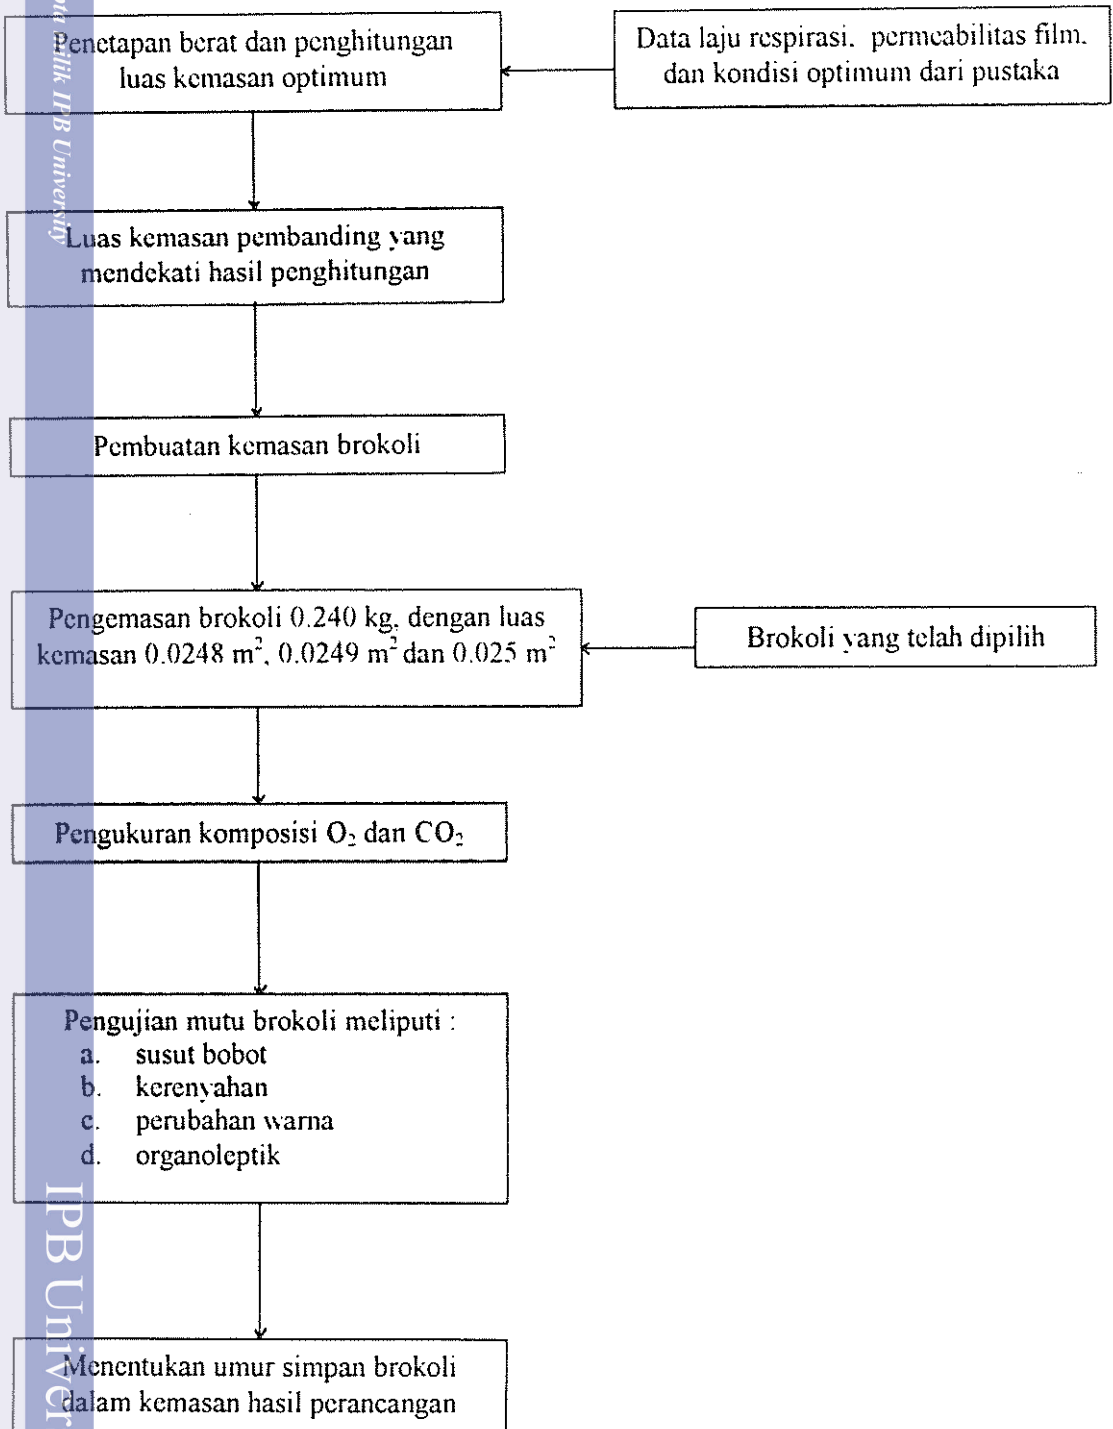 Penetapan berat dan penghitungan
luas kemasan optimum
Data laju respirasi, permeabilitas film,
dan kondisi optimum dari pustaka
Luas kemasan pembanding yang
mendekati hasil penghitungan
Pembuatan kemasan brokoli
Pengemasan brokoli 0.240 kg, dengan luas
kemasan 0.0248 m², 0.0249 m² dan 0.025 m²
Brokoli yang telah dipilih
Pengukuran komposisi O₂ dan CO₂
Pengujian mutu brokoli meliputi :
a. susut bobot
b. kerenyahan
c. perubahan warna
d. organoleptik
Menentukan umur simpan brokoli
dalam kemasan hasil perancangan
milik IPB University
IPB Univer